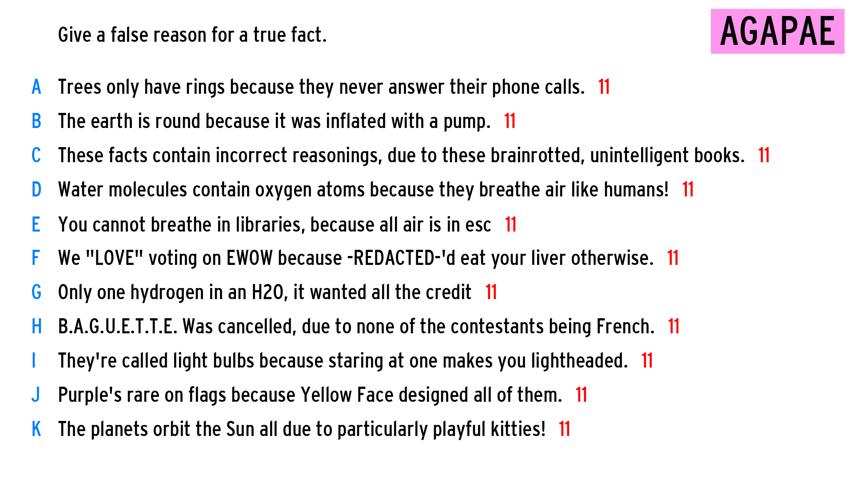 Give a false reason for a true fact.
AGAPAE
A Trees only have rings because they never answer their phone calls. 11
B The earth is round because it was inflated with a pump. 11
C These facts contain incorrect reasonings, due to these brainrotted, unintelligent books. 11
D Water molecules contain oxygen atoms because they breathe air like humans! 11
E You cannot breathe in libraries, because all air is in esc 11
F We "LOVE" voting on EWOW because -REDACTED-'d eat your liver otherwise. 11
G Only one hydrogen in an H20, it wanted all the credit 11
H B.A.G.U.E.T.T.E. Was cancelled, due to none of the contestants being French. 11
I They're called light bulbs because staring at one makes you lightheaded. 11
J Purple's rare on flags because Yellow Face designed all of them. 11
K The planets orbit the Sun all due to particularly playful kitties! 11